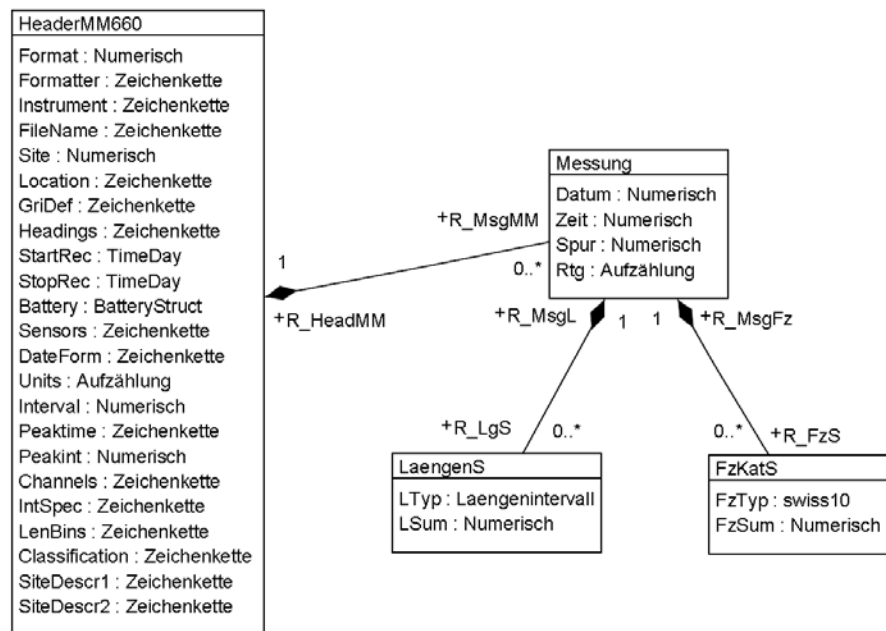 HeaderMM660
Format : Numerisch
Formatter : Zeichenkette
Instrument : Zeichenkette
FileName : Zeichenkette
Site : Numerisch
Location : Zeichenkette
GriDef : Zeichenkette
Headings : Zeichenkette
StartRec : TimeDay
StopRec : TimeDay
Battery : BatteryStruct
Sensors : Zeichenkette
DateForm : Zeichenkette
Units : Aufzählung
Interval : Numerisch
Peaktime : Zeichenkette
Peakint : Numerisch
Channels : Zeichenkette
IntSpec : Zeichenkette
LenBins : Zeichenkette
Classification : Zeichenkette
SiteDescr1 : Zeichenkette
SiteDescr2 : Zeichenkette
1
+R_HeadMM
+R_MsgMM
0..*
Messung
Datum : Numerisch
Zeit : Numerisch
Spur : Numerisch
Rtg : Aufzählung
+R_MsgL
1
1
+R_MsgFz
+R_LgS
0..*
0..*
+R_FzS
LaengenS
LTyp : Laengenintervall
LSum : Numerisch
FzKatS
FzTyp : swiss10
FzSum : Numerisch